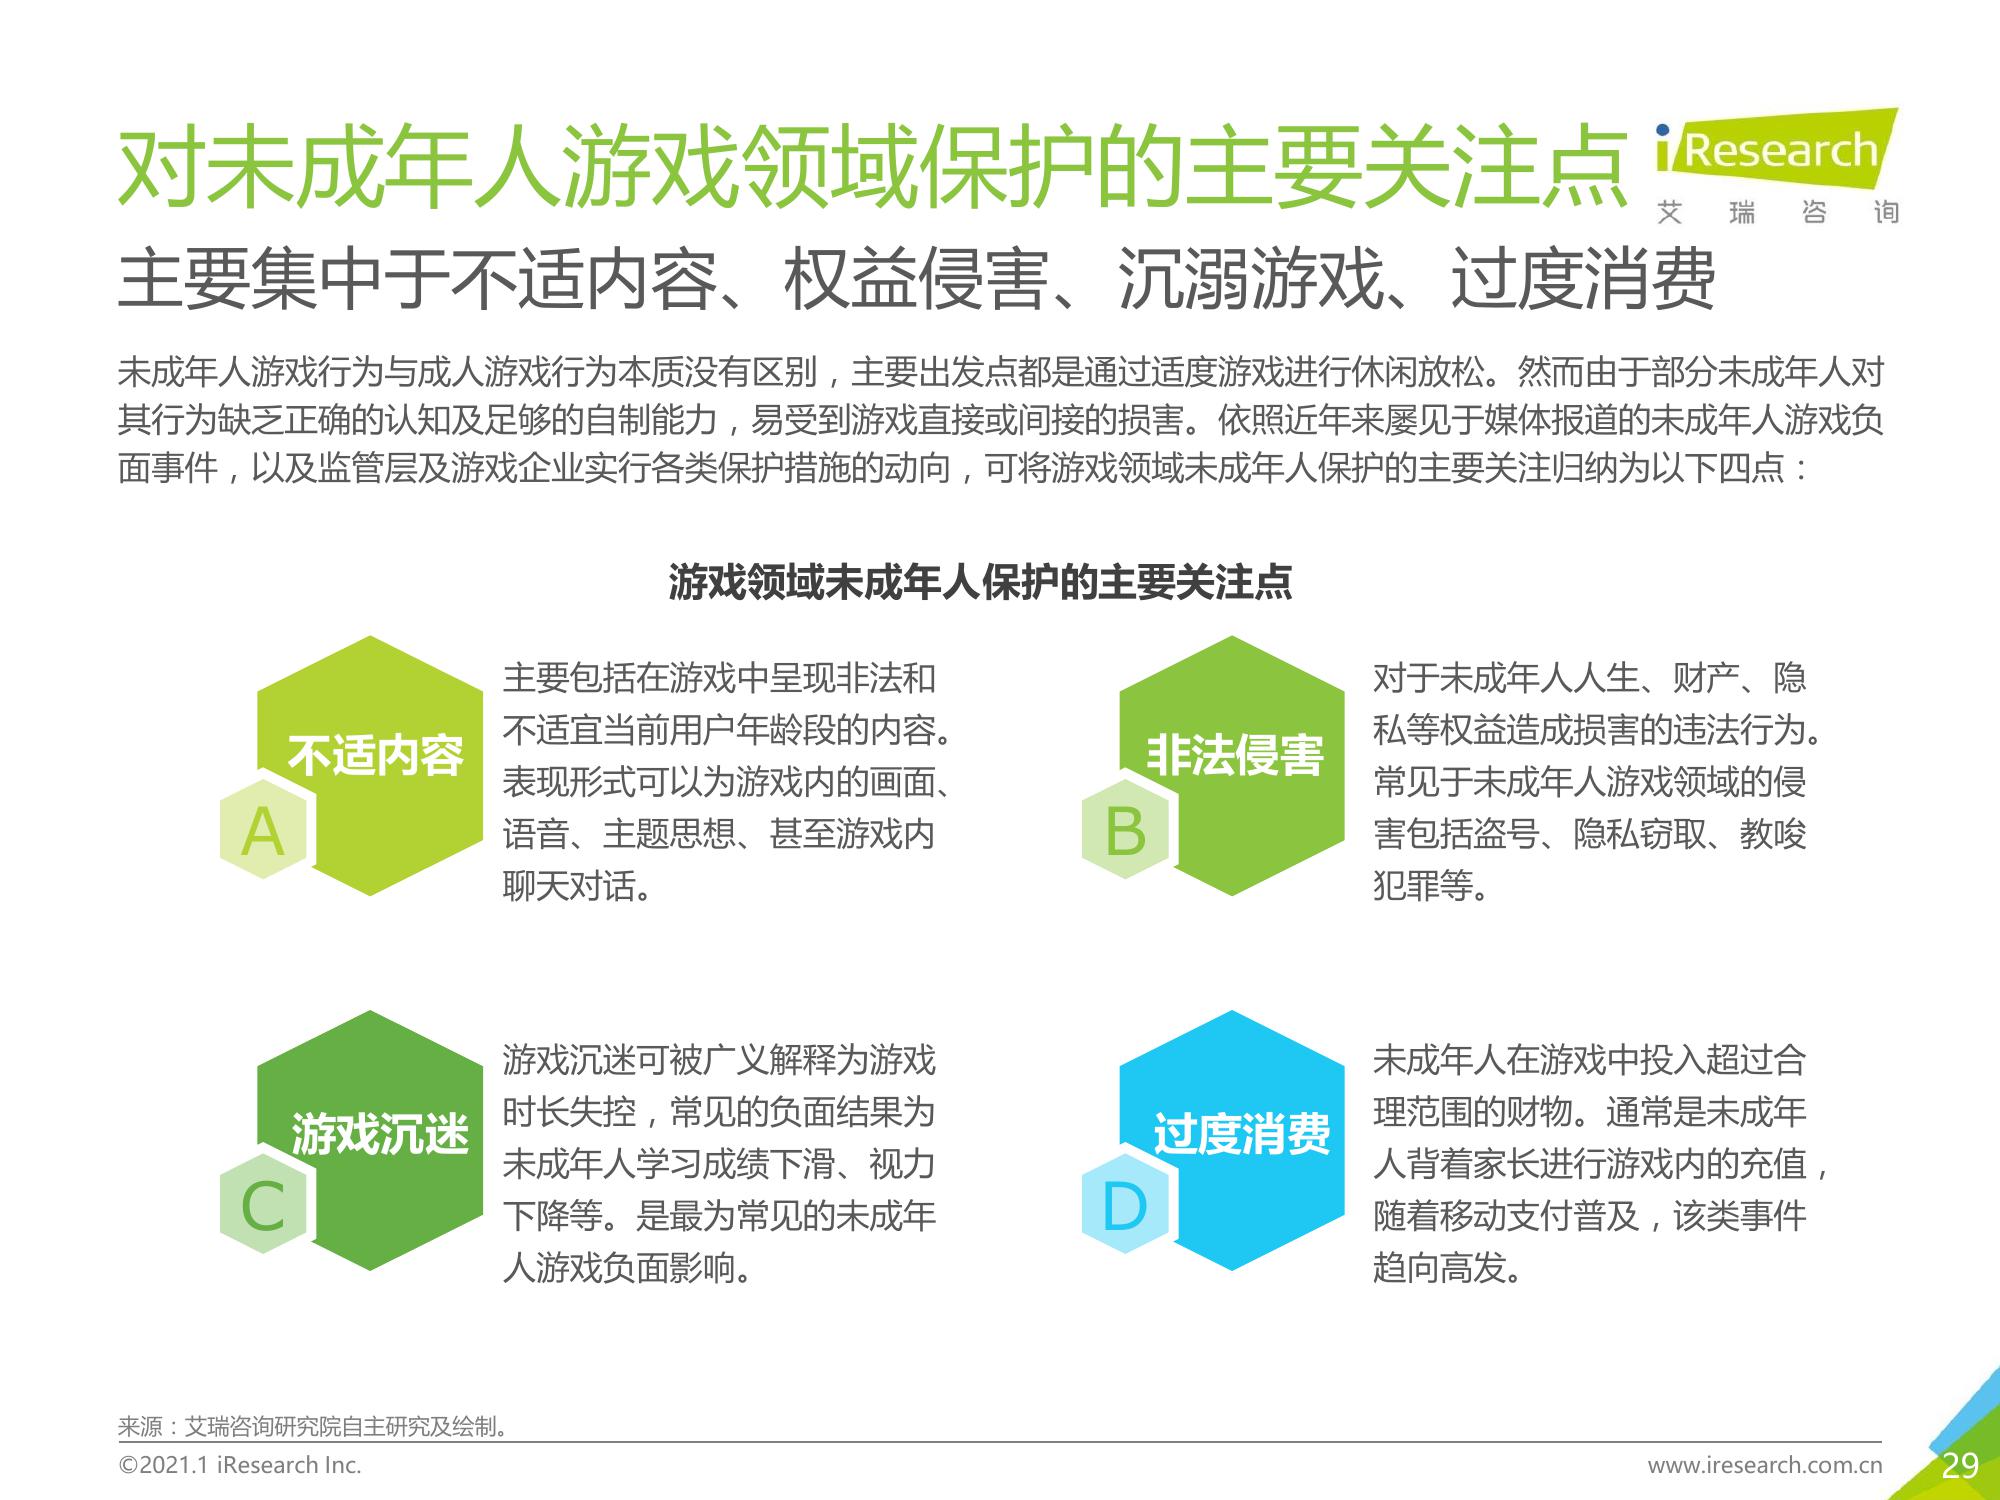 对未成年人游戏领域保护的主要关注点
iResearch
艾瑞咨询
主要集中于不适内容、权益侵害、沉溺游戏、过度消费
未成年人游戏行为与成人游戏行为本质没有区别，主要出发点都是通过适度游戏进行休闲放松。然而由于部分未成年人对
其行为缺乏正确的认知及足够的自制能力，易受到游戏直接或间接的损害。依照近年来屡见于媒体报道的未成年人游戏负
面事件，以及监管层及游戏企业实行各类保护措施的动向，可将游戏领域未成年人保护的主要关注归纳为以下四点：
游戏领域未成年人保护的主要关注点
不适内容
A
主要包括在游戏中呈现非法和
不适宜当前用户年龄段的内容。
表现形式可以为游戏内的画面、
语音、主题思想、甚至游戏内
聊天对话。
非法侵害
B
对于未成年人人生、财产、隐
私等权益造成损害的违法行为。
常见于未成年人游戏领域的侵
害包括盗号、隐私窃取、教唆
犯罪等。
游戏沉迷
C
游戏沉迷可被广义解释为游戏
时长失控，常见的负面结果为
未成年人学习成绩下滑、视力
下降等。是最为常见的未成年
人游戏负面影响。
过度消费
D
未成年人在游戏中投入超过合
理范围的财物。通常是未成年
人背着家长进行游戏内的充值，
随着移动支付普及，该类事件
趋向高发。
来源：艾瑞咨询研究院自主研究及绘制。
©2021.1 iResearch Inc.
www.iresearch.com.cn
29